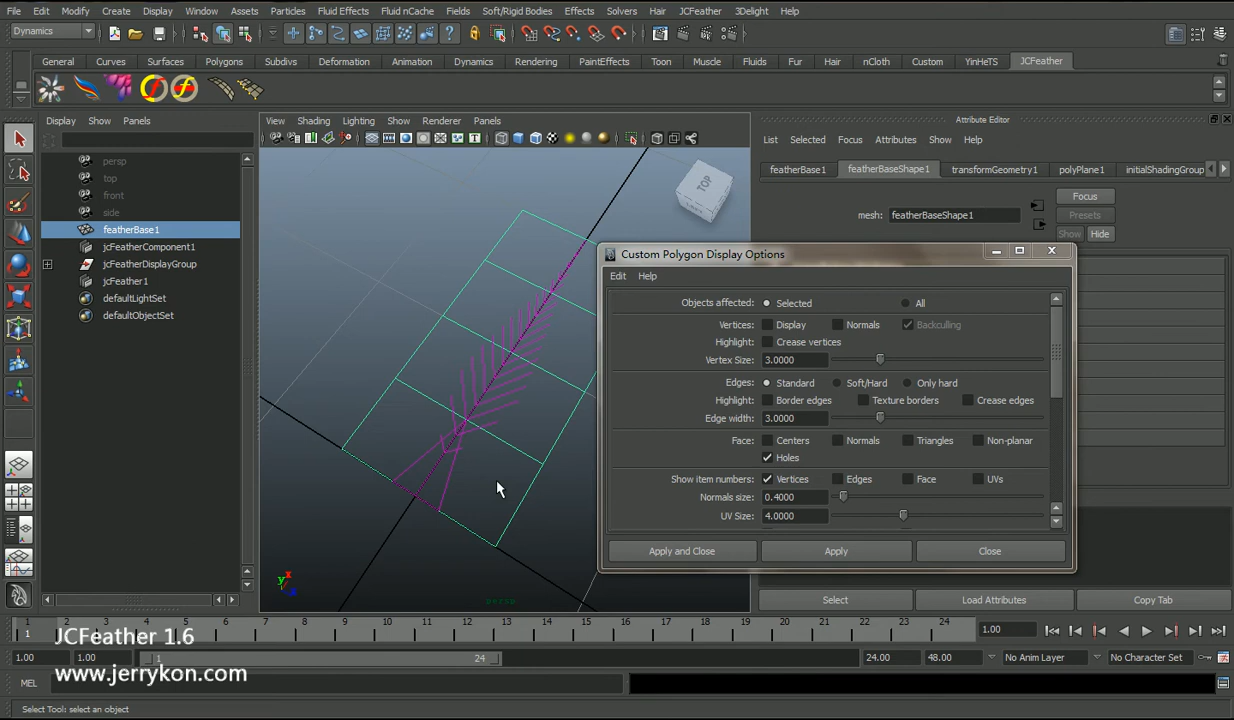 File Edit Modify Create Display Window Assets Particles Fluid Effects Fluid nCache Fields Soft/Rigid Bodies Effects Solvers Hair JCFeather 3Delight Help
Dynamics
General Curves Surfaces Polygons Subdivs Deformation Animation Dynamics Rendering PaintEffects Toon Muscle Fluids Fur Hair nCloth Custom YinHeTS JCFeather
Display Show Panels
View Shading Lighting Show Renderer Panels
Attribute Editor
List Selected Focus Attributes Show Help
featherBase1 featherBaseShape1 transformGeometry1 polyPlane1 initialShadingGroup
mesh: featherBaseShape1
Focus
Presets
Show Hide
persp
top
front
side
featherBase1
jcFeatherComponent1
jcFeatherDisplayGroup
jcFeather1
defaultLightSet
defaultObjectSet
TOP
Custom Polygon Display Options
Edit Help
Objects affected: Selected All
Vertices: Display Normals Backculling
Highlight: Crease vertices
Vertex Size: 3.0000
Edges: Standard Soft/Hard Only hard
Highlight: Border edges Texture borders Crease edges
Edge width: 3.0000
Face: Centers Normals Triangles Non-planar
Holes
Show item numbers: Vertices Edges Face UVs
Normals size: 0.4000
UV Size: 4.0000
Apply and Close Apply Close
y x
persp
Select Load Attributes Copy Tab
1 2 3 4 5 6 7 8 9 10 11 12 13 14 15 16 17 18 19 20 21 22 23 24
1 1.00
JCFeather 1.6
1.00 1.00 1 24 24.00 48.00 No Anim Layer No Character Set
www.jerrykon.com
MEL
Select Tool: select an object